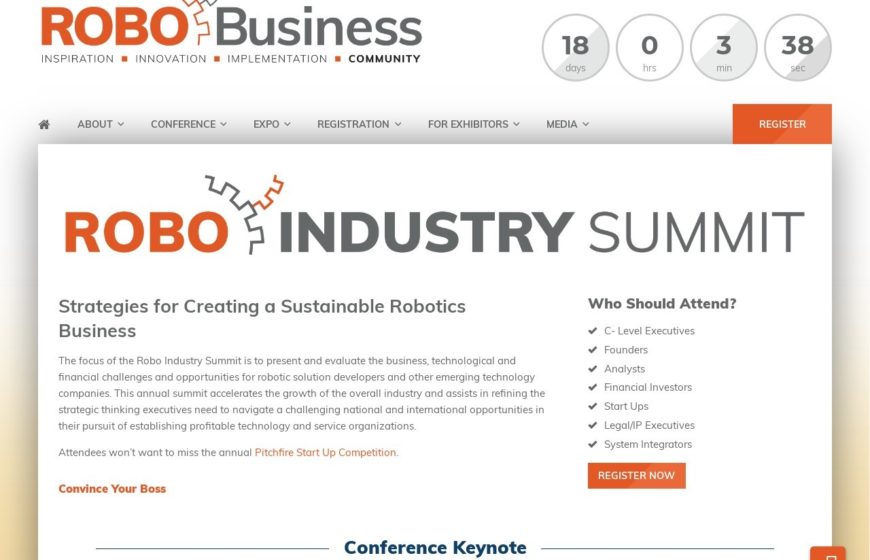 ROBO Business
INSPIRATION ■ INNOVATION ■ IMPLEMENTATION ■ COMMUNITY
18 0 3 38
days hrs min sec
ABOUT CONFERENCE EXPO REGISTRATION FOR EXHIBITORS MEDIA REGISTER
ROBO INDUSTRY SUMMIT
Strategies for Creating a Sustainable Robotics
Business
The focus of the Robo Industry Summit is to present and evaluate the business, technological and
financial challenges and opportunities for robotic solution developers and other emerging technology
companies. This annual summit accelerates the growth of the overall industry and assists in refining the
strategic thinking executives need to navigate a challenging national and international opportunities in
their pursuit of establishing profitable technology and service organizations.
Attendees won't want to miss the annual Pitchfire Start Up Competition.
Convince Your Boss
Who Should Attend?
C- Level Executives
Founders
Analysts
Financial Investors
Start Ups
Legal/IP Executives
System Integrators
REGISTER NOW
Conference Keynote